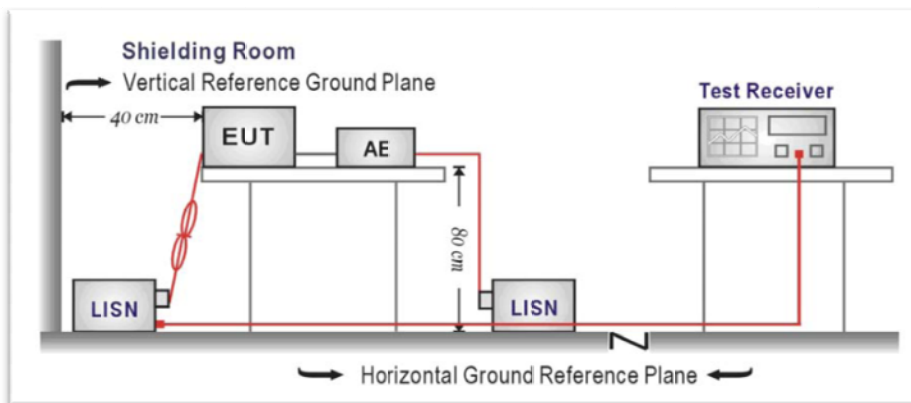 Shielding Room
Vertical Reference Ground Plane
Test Receiver
40 cm
EUT
AE
80 cm
LISN
LISN
Horizontal Ground Reference Plane